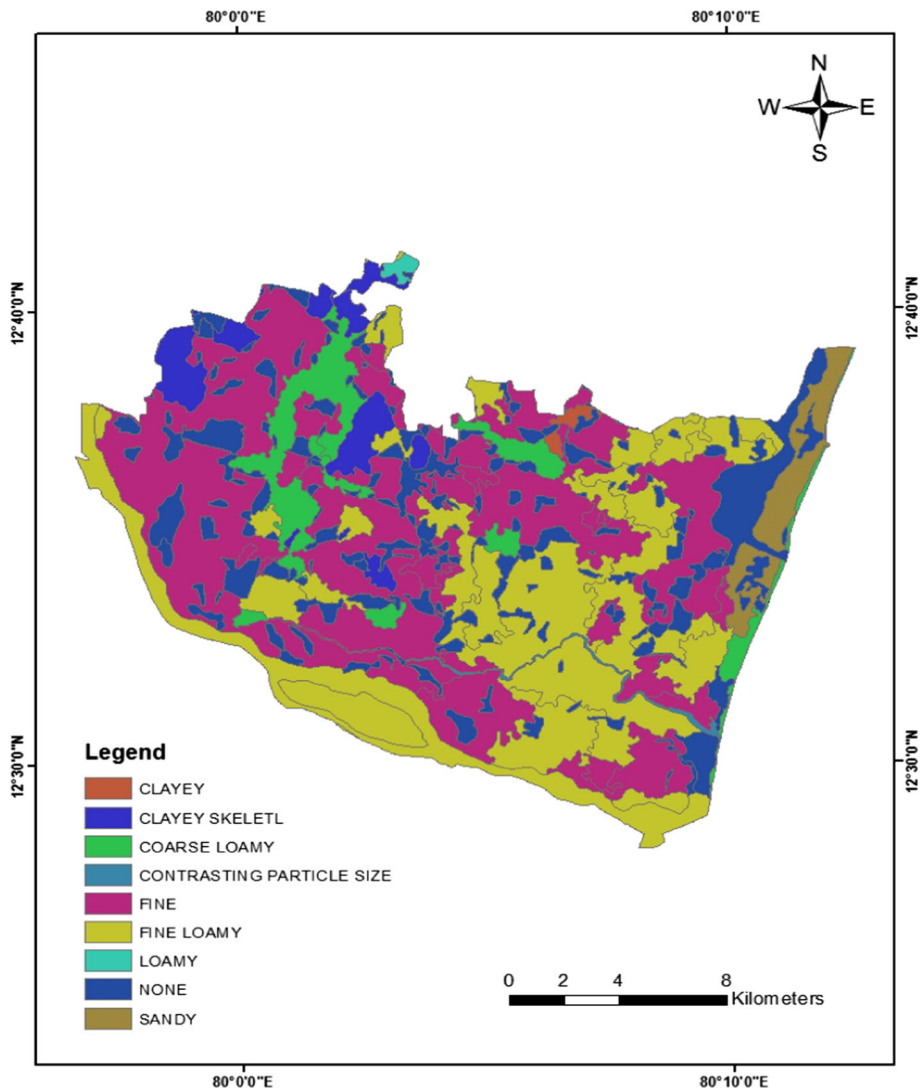 80°0'0"E 80°10'0"E
N
W E
S
12°40'0"N 12°40'0"N
12°30'0"N 12°30'0"N
Legend
CLAYEY
CLAYEY SKELETL
COARSE LOAMY
CONTRASTING PARTICLE SIZE
FINE
FINE LOAMY
LOAMY
NONE
SANDY
0 2 4 8
Kilometers
80°0'0"E 80°10'0"E